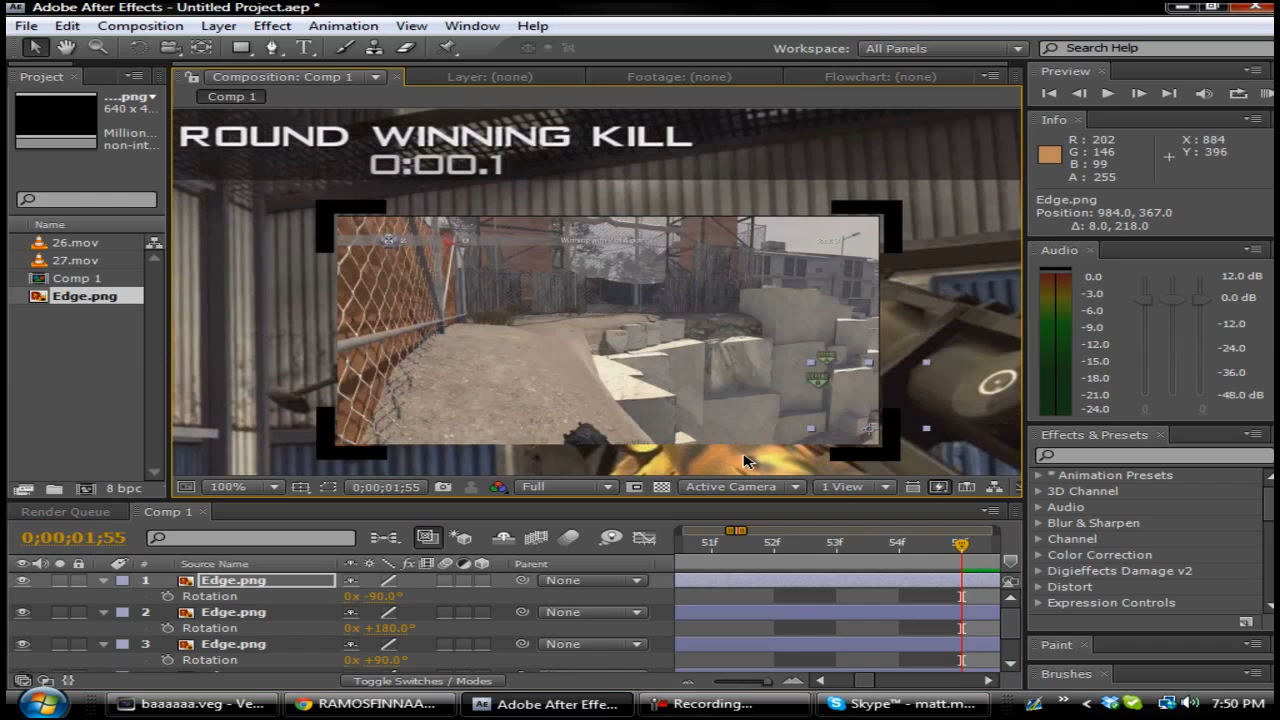 Adobe After Effects - Untitled Project.aep *
File Edit Composition Layer Effect Animation View Window Help
Workspace: All Panels Search Help
Project Composition: Comp 1 Layer: (none) Footage: (none) Flowchart: (none) Preview
Comp 1
....png▾
640 x 4...
Million...
non-int...
ROUND WINNING KILL
0:00.1
Info
R : 202
G : 146
B : 99
A : 255
X : 884
Y : 396
Edge.png
Position: 984.0, 367.0
Δ: 8.0, 218.0
Name
26.mov
27.mov
Comp 1
Edge.png
Audio
0.0
-3.0
-6.0
-9.0
-12.0
-15.0
-18.0
-21.0
-24.0
12.0 dB
0.0 dB
-12.0
-24.0
-36.0
-48.0 dB
Effects & Presets
* Animation Presets
3D Channel
Audio
Blur & Sharpen
Channel
Color Correction
Digieffects Damage v2
Distort
Expression Controls
Paint
Brushes
8 bpc 100% 0;00;01;55 Full Active Camera 1 View
Render Queue Comp 1
0;00;01;55 51f 52f 53f 54f
# Source Name fx Parent
1 Edge.png None
Rotation 0x -90.0°
2 Edge.png None
Rotation 0x +180.0°
3 Edge.png None
Rotation 0x +90.0°
Toggle Switches / Modes
baaaaaa.veg - Ve... RAMOSFINNAA... Adobe After Effe... Recording... Skype™ - matt.m... 7:50 PM